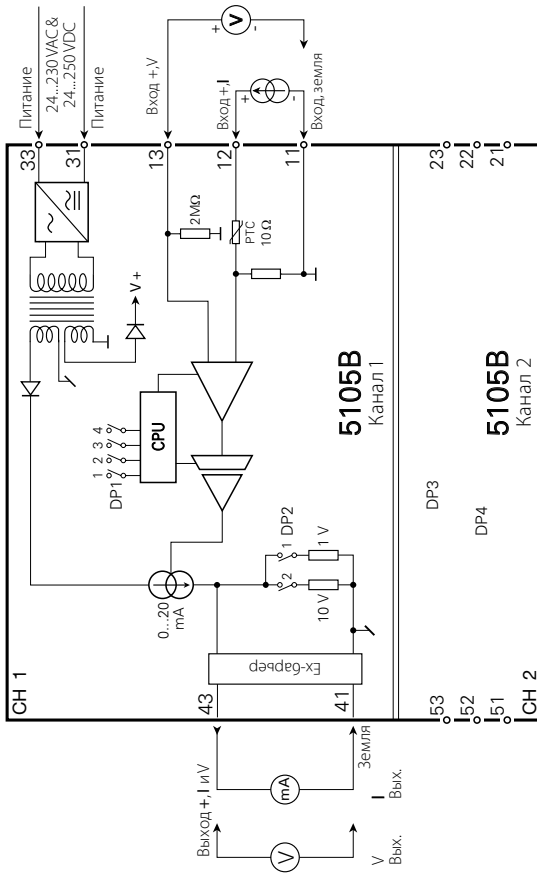 CH 1
Питание
24...230 VAC &
24...250 VDC
Питание
33
31
V +
Вход +,V
13
+
V
-
2MΩ
Вход +,I
12
+
-
PTC
10 Ω
Вход, земля
11
1 2 3 4
DP1
CPU
0...20
mA
1
DP2
2
1 V
10 V
Ex-барьер
43
41
Выход +, I и V
Земля
mA
V
I
Вых.
V
Вых.
5105B
Канал 1
5105B
Канал 2
DP3
DP4
23
22
21
53
52
51
CH 2